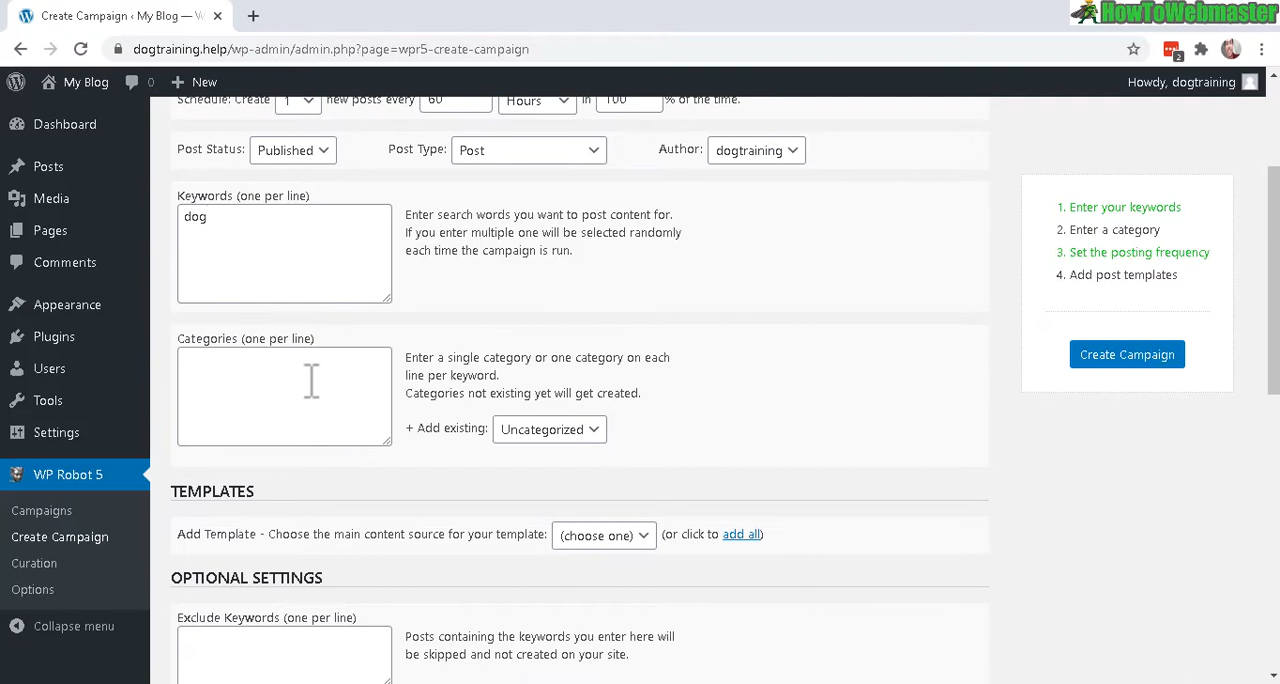 Create Campaign ‹ My Blog — W
HowToWebmaster
dogtraining.help/wp-admin/admin.php?page=wpr5-create-campaign
2
My Blog
0
New
Howdy, dogtraining
Dashboard
Posts
Media
Pages
Comments
Appearance
Plugins
Users
Tools
Settings
WP Robot 5
Campaigns
Create Campaign
Curation
Options
Collapse menu
Schedule: Create 1 new posts every 60 Hours in 100 % of the time.
Post Status: Published Post Type: Post Author: dogtraining
Keywords (one per line)
dog
Enter search words you want to post content for.
If you enter multiple one will be selected randomly
each time the campaign is run.
Categories (one per line)
Enter a single category or one category on each
line per keyword.
Categories not existing yet will get created.
+ Add existing: Uncategorized
TEMPLATES
Add Template - Choose the main content source for your template: (choose one) (or click to add all)
OPTIONAL SETTINGS
Exclude Keywords (one per line)
Posts containing the keywords you enter here will
be skipped and not created on your site.
1. Enter your keywords
2. Enter a category
3. Set the posting frequency
4. Add post templates
Create Campaign